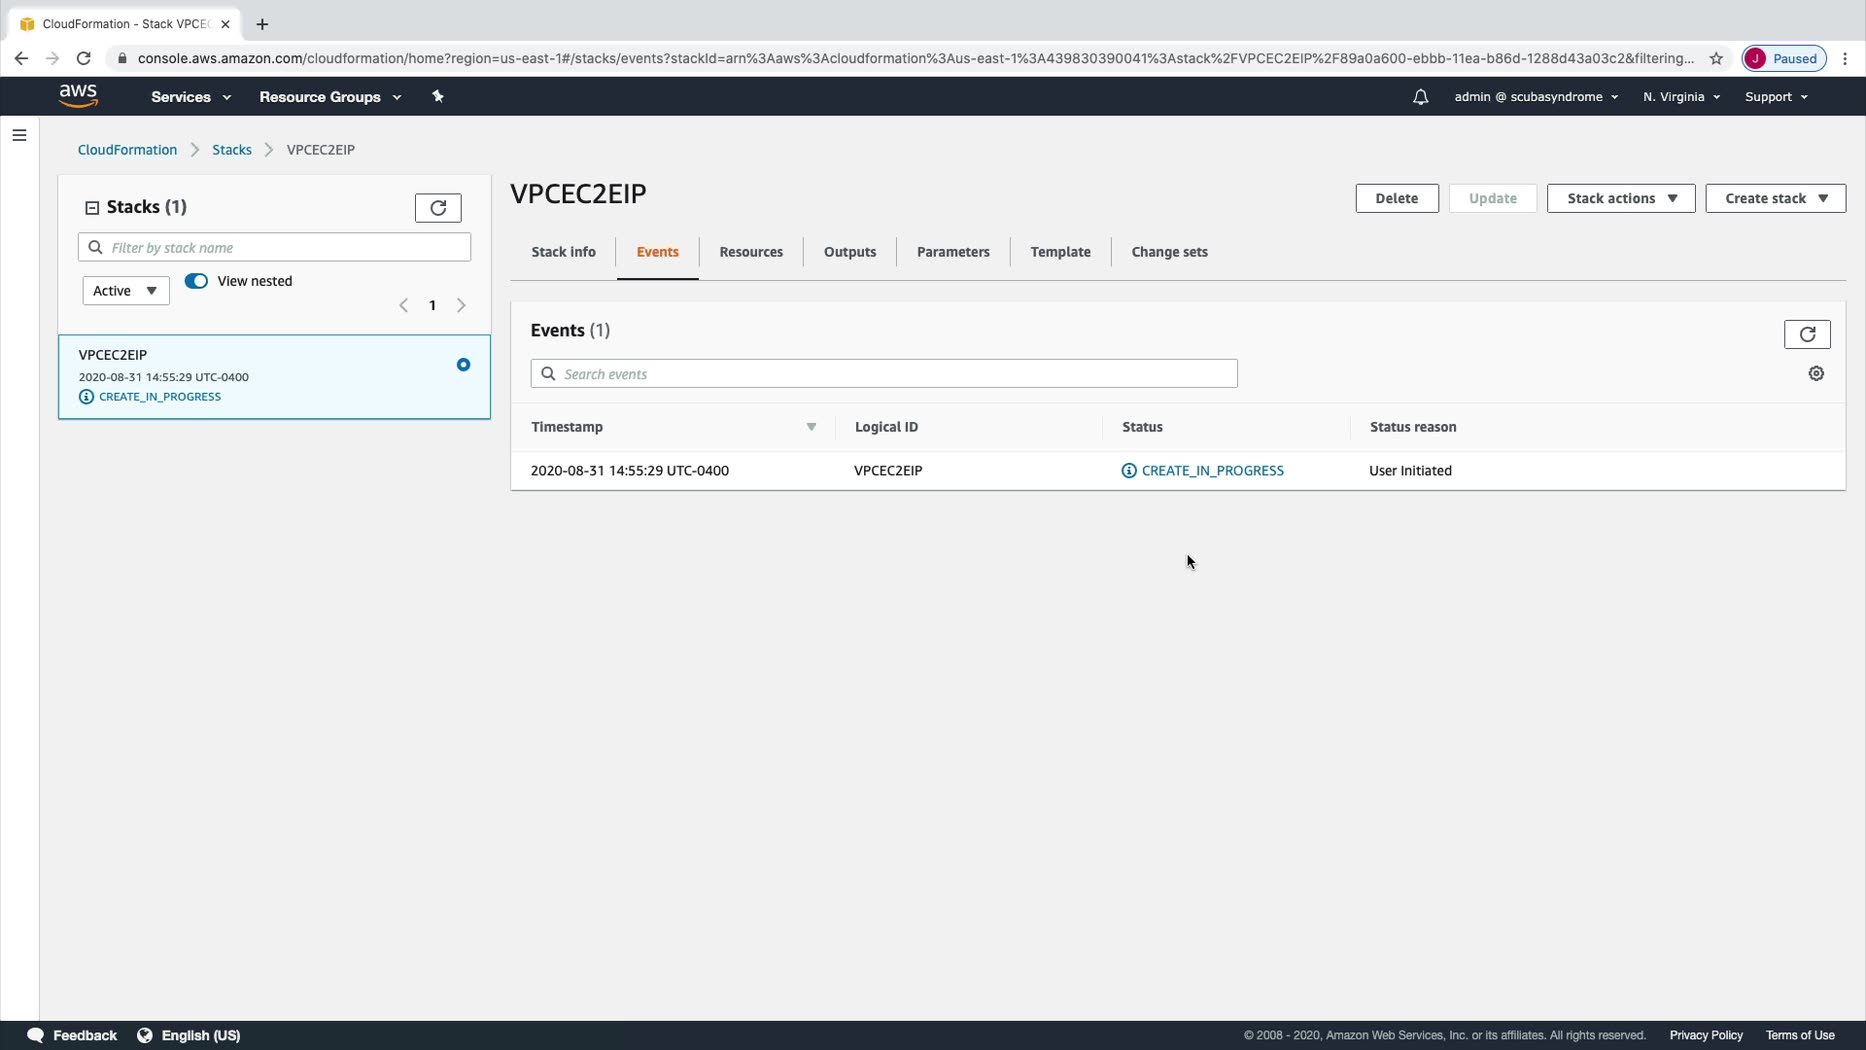 CloudFormation - Stack VPCEC
console.aws.amazon.com/cloudformation/home?region=us-east-1#/stacks/events?stackId=arn%3Aaws%3Acloudformation%3Aus-east-1%3A439830390041%3Astack%2FVPCEC2EIP%2F89a0a600-ebbb-11ea-b86d-1288d43a03c2&filtering...
J Paused
aws Services Resource Groups admin @ scubasyndrome N. Virginia Support
CloudFormation Stacks VPCEC2EIP
Stacks (1)
Filter by stack name
Active View nested
1
VPCEC2EIP
2020-08-31 14:55:29 UTC-0400
CREATE_IN_PROGRESS
VPCEC2EIP
Delete Update Stack actions Create stack
Stack info Events Resources Outputs Parameters Template Change sets
Events (1)
Search events
Timestamp Logical ID Status Status reason
2020-08-31 14:55:29 UTC-0400 VPCEC2EIP CREATE_IN_PROGRESS User Initiated
Feedback English (US) © 2008 - 2020, Amazon Web Services, Inc. or its affiliates. All rights reserved. Privacy Policy Terms of Use